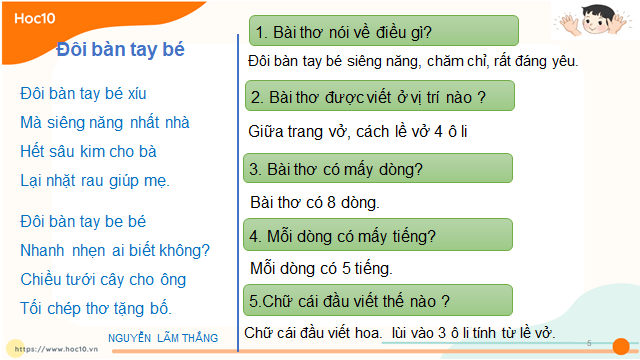 Hoc10
Đôi bàn tay bé
Đôi bàn tay bé xíu
Mà siêng năng nhất nhà
Hết sâu kim cho bà
Lại nhặt rau giúp mẹ.
Đôi bàn tay be bé
Nhanh nhẹn ai biết không?
Chiều tưới cây cho ông
Tối chép thơ tặng bố.
NGUYỄN LÃM THẮNG
https://www.hoc10.vn
1. Bài thơ nói về điều gì?
Đôi bàn tay bé siêng năng, chăm chỉ, rất đáng yêu.
2. Bài thơ được viết ở vị trí nào ?
Giữa trang vở, cách lề vở 4 ô li
3. Bài thơ có mấy dòng?
Bài thơ có 8 dòng.
4. Mỗi dòng có mấy tiếng?
Mỗi dòng có 5 tiếng.
5.Chữ cái đầu viết thế nào ?
Chữ cái đầu viết hoa. lùi vào 3 ô li tính từ lề vở.
5